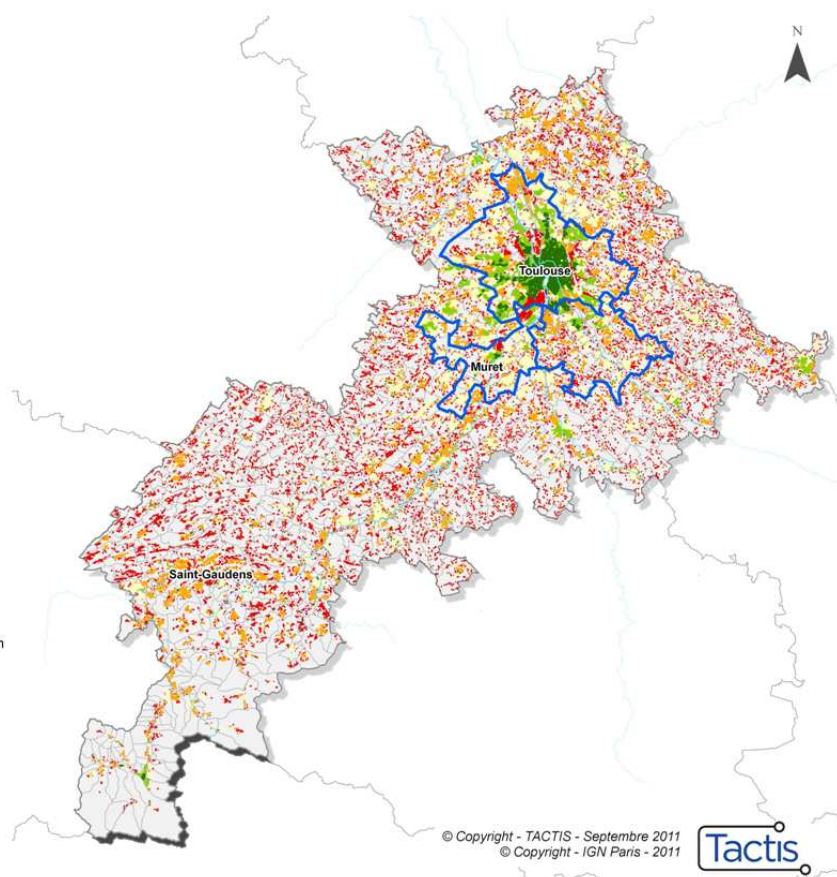 N
Toulouse
Muret
Saint-Gaudens
n
© Copyright - TACTIS - Septembre 2011
© Copyright - IGN Paris - 2011
Tactis